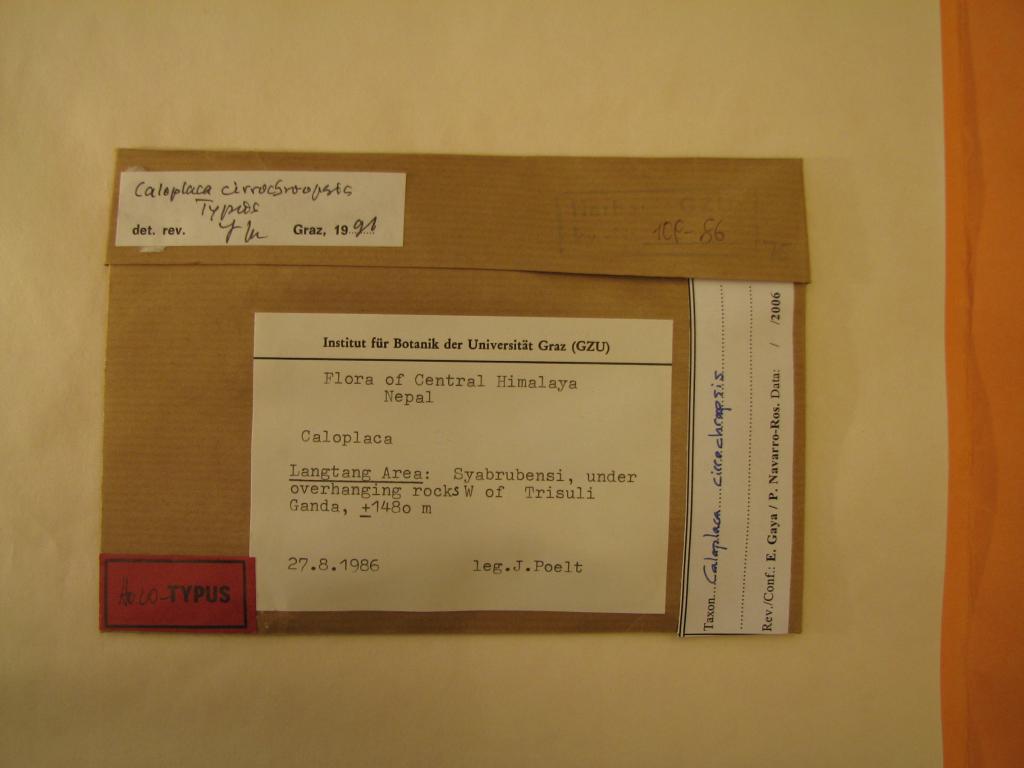 Caloplaca cirrochroopsis
Typus
det. rev. Graz, 1991
108-86
Institut für Botanik der Universität Graz (GZU)
Flora of Central Himalaya
Nepal
Caloplaca
Langtang Area: Syabrubensi, under
overhanging rocks W of Trisuli
Ganda, ±1480 m
27.8.1986 leg.J.Poelt
Holo-TYPUS
Taxon Caloplaca cirrochroopsis
Rev./Conf.: E. Gaya / P. Navarro-Ros. Data: / /2006